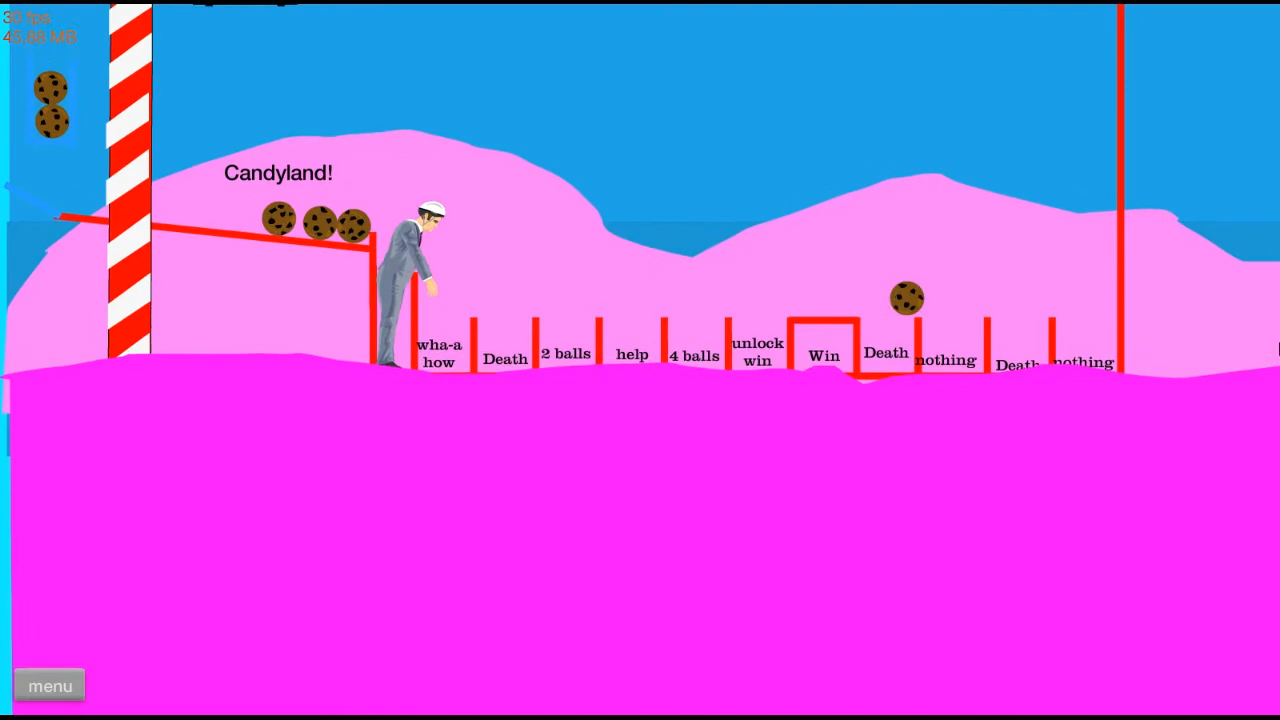 30 fps
45.68 MB
Candyland!
wha-a
how
Death
2 balls
help
4 balls
unlock
win
Win
Death
nothing
Death
nothing
menu